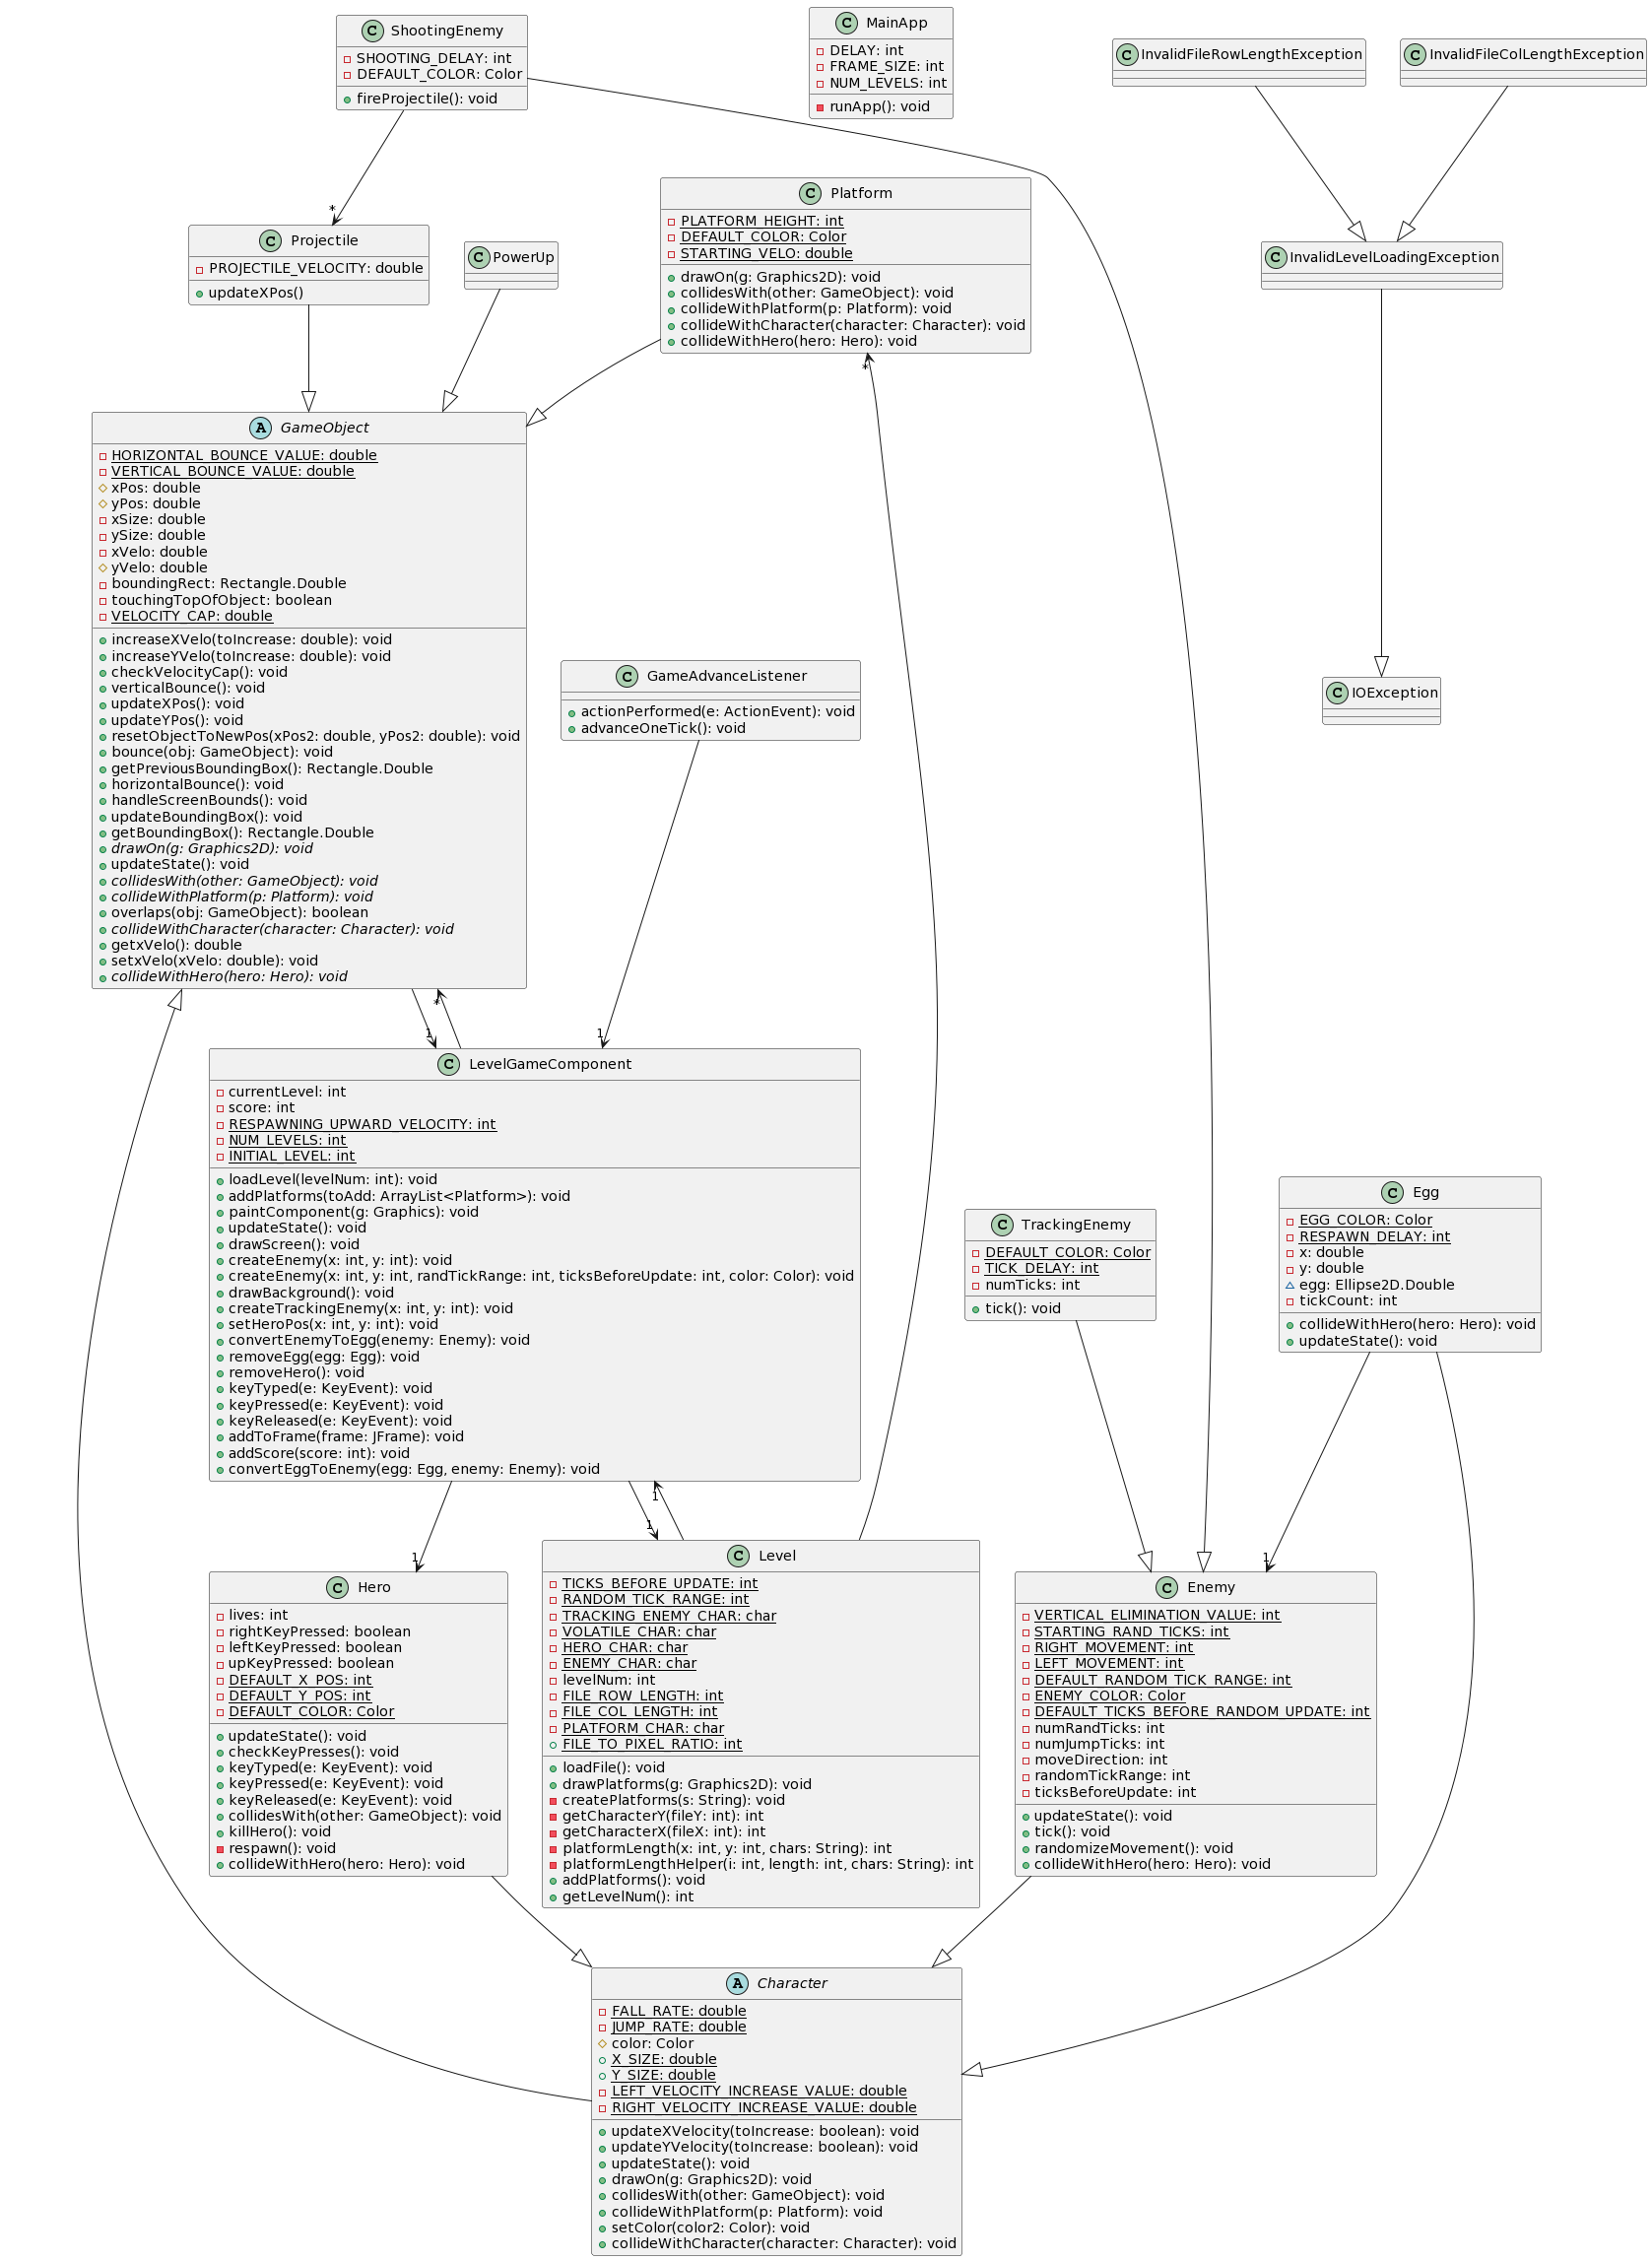 C ShootingEnemy
SHOOTING_DELAY: int
DEFAULT_COLOR: Color
fireProjectile(): void
C MainApp
DELAY: int
FRAME_SIZE: int
NUM_LEVELS: int
runApp(): void
C InvalidFileRowLengthException
C InvalidFileColLengthException
C Projectile
PROJECTILE_VELOCITY: double
updateXPos()
C PowerUp
C Platform
PLATFORM_HEIGHT: int
DEFAULT_COLOR: Color
STARTING_VELO: double
drawOn(g: Graphics2D): void
collidesWith(other: GameObject): void
collideWithPlatform(p: Platform): void
collideWithCharacter(character: Character): void
collideWithHero(hero: Hero): void
C InvalidLevelLoadingException
*
*
A GameObject
HORIZONTAL_BOUNCE_VALUE: double
VERTICAL_BOUNCE_VALUE: double
xPos: double
yPos: double
xSize: double
ySize: double
xVelo: double
yVelo: double
boundingRect: Rectangle.Double
touchingTopOfObject: boolean
VELOCITY_CAP: double
increaseXVelo(toIncrease: double): void
increaseYVelo(toIncrease: double): void
checkVelocityCap(): void
verticalBounce(): void
updateXPos(): void
updateYPos(): void
resetObjectToNewPos(xPos2: double, yPos2: double): void
bounce(obj: GameObject): void
getPreviousBoundingBox(): Rectangle.Double
horizontalBounce(): void
handleScreenBounds(): void
updateBoundingBox(): void
getBoundingBox(): Rectangle.Double
drawOn(g: Graphics2D): void
updateState(): void
collidesWith(other: GameObject): void
collideWithPlatform(p: Platform): void
overlaps(obj: GameObject): boolean
collideWithCharacter(character: Character): void
getxVelo(): double
setxVelo(xVelo: double): void
collideWithHero(hero: Hero): void
C GameAdvanceListener
actionPerformed(e: ActionEvent): void
advanceOneTick(): void
C IOException
1
*
1
C LevelGameComponent
currentLevel: int
score: int
RESPAWNING_UPWARD_VELOCITY: int
NUM_LEVELS: int
INITIAL_LEVEL: int
loadLevel(levelNum: int): void
addPlatforms(toAdd: ArrayList<Platform>): void
paintComponent(g: Graphics): void
updateState(): void
drawScreen(): void
createEnemy(x: int, y: int): void
createEnemy(x: int, y: int, randTickRange: int, ticksBeforeUpdate: int, color: Color): void
drawBackground(): void
createTrackingEnemy(x: int, y: int): void
setHeroPos(x: int, y: int): void
convertEnemyToEgg(enemy: Enemy): void
removeEgg(egg: Egg): void
removeHero(): void
keyTyped(e: KeyEvent): void
keyPressed(e: KeyEvent): void
keyReleased(e: KeyEvent): void
addToFrame(frame: JFrame): void
addScore(score: int): void
convertEggToEnemy(egg: Egg, enemy: Enemy): void
C TrackingEnemy
DEFAULT_COLOR: Color
TICK_DELAY: int
numTicks: int
tick(): void
C Egg
EGG_COLOR: Color
RESPAWN_DELAY: int
x: double
y: double
egg: Ellipse2D.Double
tickCount: int
collideWithHero(hero: Hero): void
updateState(): void
1
1
1
1
C Hero
lives: int
rightKeyPressed: boolean
leftKeyPressed: boolean
upKeyPressed: boolean
DEFAULT_X_POS: int
DEFAULT_Y_POS: int
DEFAULT_COLOR: Color
updateState(): void
checkKeyPresses(): void
keyTyped(e: KeyEvent): void
keyPressed(e: KeyEvent): void
keyReleased(e: KeyEvent): void
collidesWith(other: GameObject): void
killHero(): void
respawn(): void
collideWithHero(hero: Hero): void
C Level
TICKS_BEFORE_UPDATE: int
RANDOM_TICK_RANGE: int
TRACKING_ENEMY_CHAR: char
VOLATILE_CHAR: char
HERO_CHAR: char
ENEMY_CHAR: char
levelNum: int
FILE_ROW_LENGTH: int
FILE_COL_LENGTH: int
PLATFORM_CHAR: char
FILE_TO_PIXEL_RATIO: int
loadFile(): void
drawPlatforms(g: Graphics2D): void
createPlatforms(s: String): void
getCharacterY(fileY: int): int
getCharacterX(fileX: int): int
platformLength(x: int, y: int, chars: String): int
platformLengthHelper(i: int, length: int, chars: String): int
addPlatforms(): void
getLevelNum(): int
C Enemy
VERTICAL_ELIMINATION_VALUE: int
STARTING_RAND_TICKS: int
RIGHT_MOVEMENT: int
LEFT_MOVEMENT: int
DEFAULT_RANDOM_TICK_RANGE: int
ENEMY_COLOR: Color
DEFAULT_TICKS_BEFORE_RANDOM_UPDATE: int
numRandTicks: int
numJumpTicks: int
moveDirection: int
randomTickRange: int
ticksBeforeUpdate: int
updateState(): void
tick(): void
randomizeMovement(): void
collideWithHero(hero: Hero): void
A Character
FALL_RATE: double
JUMP_RATE: double
color: Color
X_SIZE: double
Y_SIZE: double
LEFT_VELOCITY_INCREASE_VALUE: double
RIGHT_VELOCITY_INCREASE_VALUE: double
updateXVelocity(toIncrease: boolean): void
updateYVelocity(toIncrease: boolean): void
updateState(): void
drawOn(g: Graphics2D): void
collidesWith(other: GameObject): void
collideWithPlatform(p: Platform): void
setColor(color2: Color): void
collideWithCharacter(character: Character): void